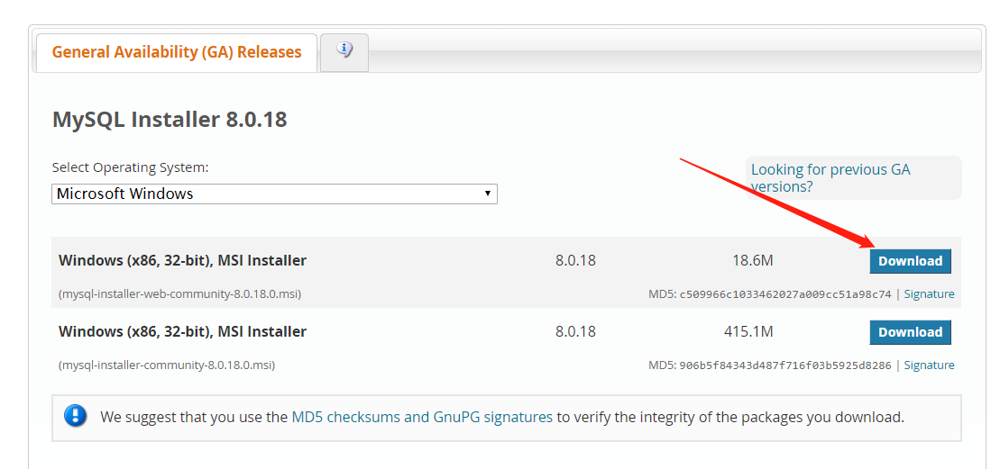 General Availability (GA) Releases
MySQL Installer 8.0.18
Select Operating System:
Microsoft Windows
Looking for previous GA
versions?
Windows (x86, 32-bit), MSI Installer 8.0.18 18.6M Download
(mysql-installer-web-community-8.0.18.0.msi) MD5: c509966c1033462027a009cc51a98c74 | Signature
Windows (x86, 32-bit), MSI Installer 8.0.18 415.1M Download
(mysql-installer-community-8.0.18.0.msi) MD5: 906b5f84343d487f716f03b5925d8286 | Signature
We suggest that you use the MD5 checksums and GnuPG signatures to verify the integrity of the packages you download.